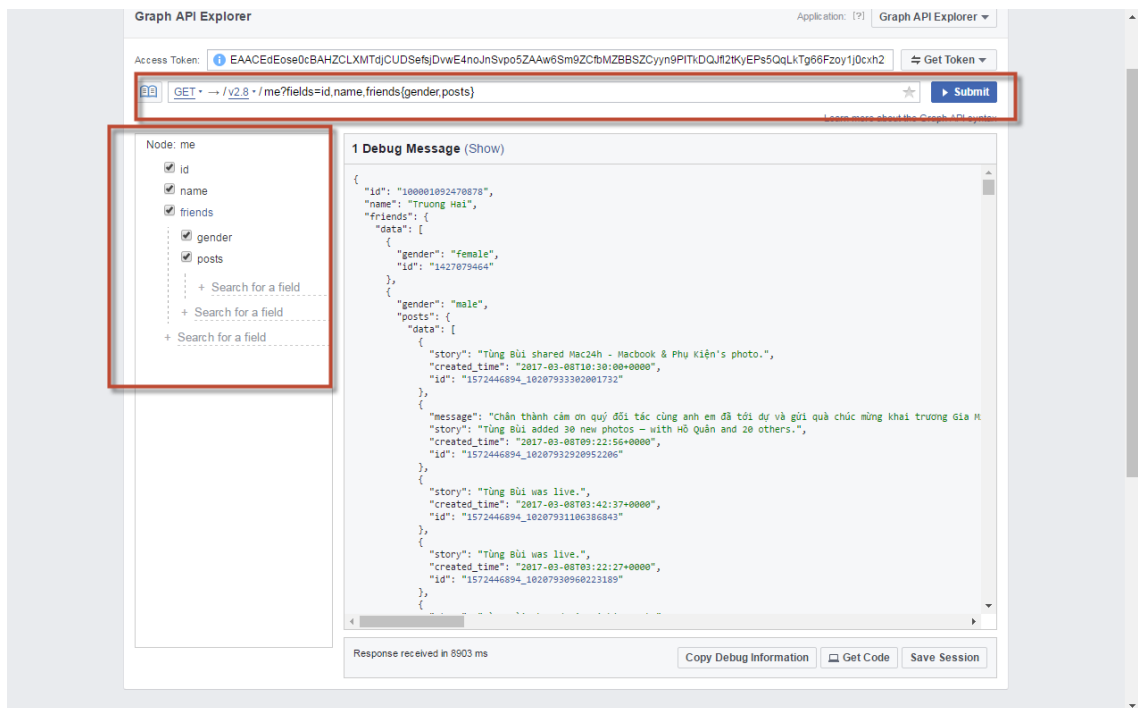 Graph API Explorer
Application: [?] Graph API Explorer
Access Token: EAACEdEose0cBAHZCLXMTdjCUDSefsjDvwE4noJnSvpo5ZAAw6Sm9ZCfbMZBBSZCyyn9PITkDQJfl2tKyEPs5QqLkTg66Fzoy1j0cxh2 Get Token
GET → / v2.8 / me?fields=id,name,friends{gender,posts} Submit
Learn more about the Graph API syntax
Node: me
id
name
friends
gender
posts
+ Search for a field
+ Search for a field
+ Search for a field
1 Debug Message (Show)
{
"id": "100001092470878",
"name": "Truong Hai",
"friends": {
"data": [
{
"gender": "female",
"id": "1427079464"
},
{
"gender": "male",
"posts": {
"data": [
{
"story": "Tùng Bùi shared Mac24h - Macbook & Phụ Kiện's photo.",
"created_time": "2017-03-08T10:30:00+0000",
"id": "1572446894_10207933302001732"
},
{
"message": "Chân thành cám ơn quý đối tác cùng anh em đã tới dự và gửi quà chúc mừng khai trương Gia
"story": "Tùng Bùi added 30 new photos — with Hồ Quân and 20 others.",
"created_time": "2017-03-08T09:22:56+0000",
"id": "1572446894_10207932920952206"
},
{
"story": "Tùng Bùi was live.",
"created_time": "2017-03-08T03:42:37+0000",
"id": "1572446894_10207931106386843"
},
{
"story": "Tùng Bùi was live.",
"created_time": "2017-03-08T03:22:27+0000",
"id": "1572446894_10207930960223189"
},
{
Response received in 8903 ms
Copy Debug Information Get Code Save Session